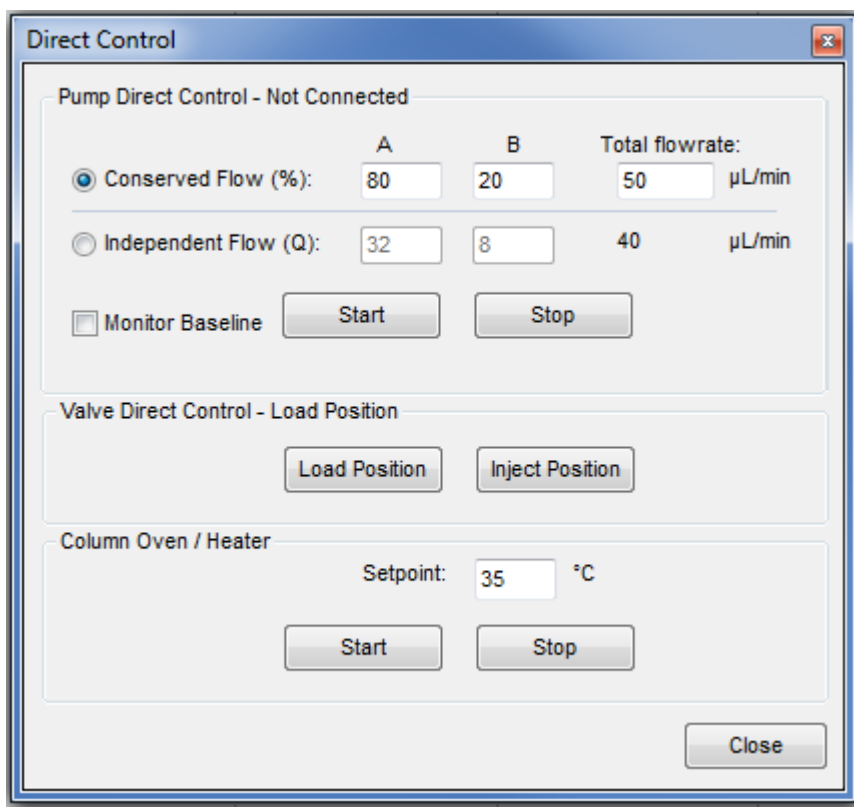 Direct Control
Pump Direct Control - Not Connected
A B Total flowrate:
Conserved Flow (%): 80 20 50 µL/min
Independent Flow (Q): 32 8 40 µL/min
Monitor Baseline Start Stop
Valve Direct Control - Load Position
Load Position Inject Position
Column Oven / Heater
Setpoint: 35 °C
Start Stop
Close